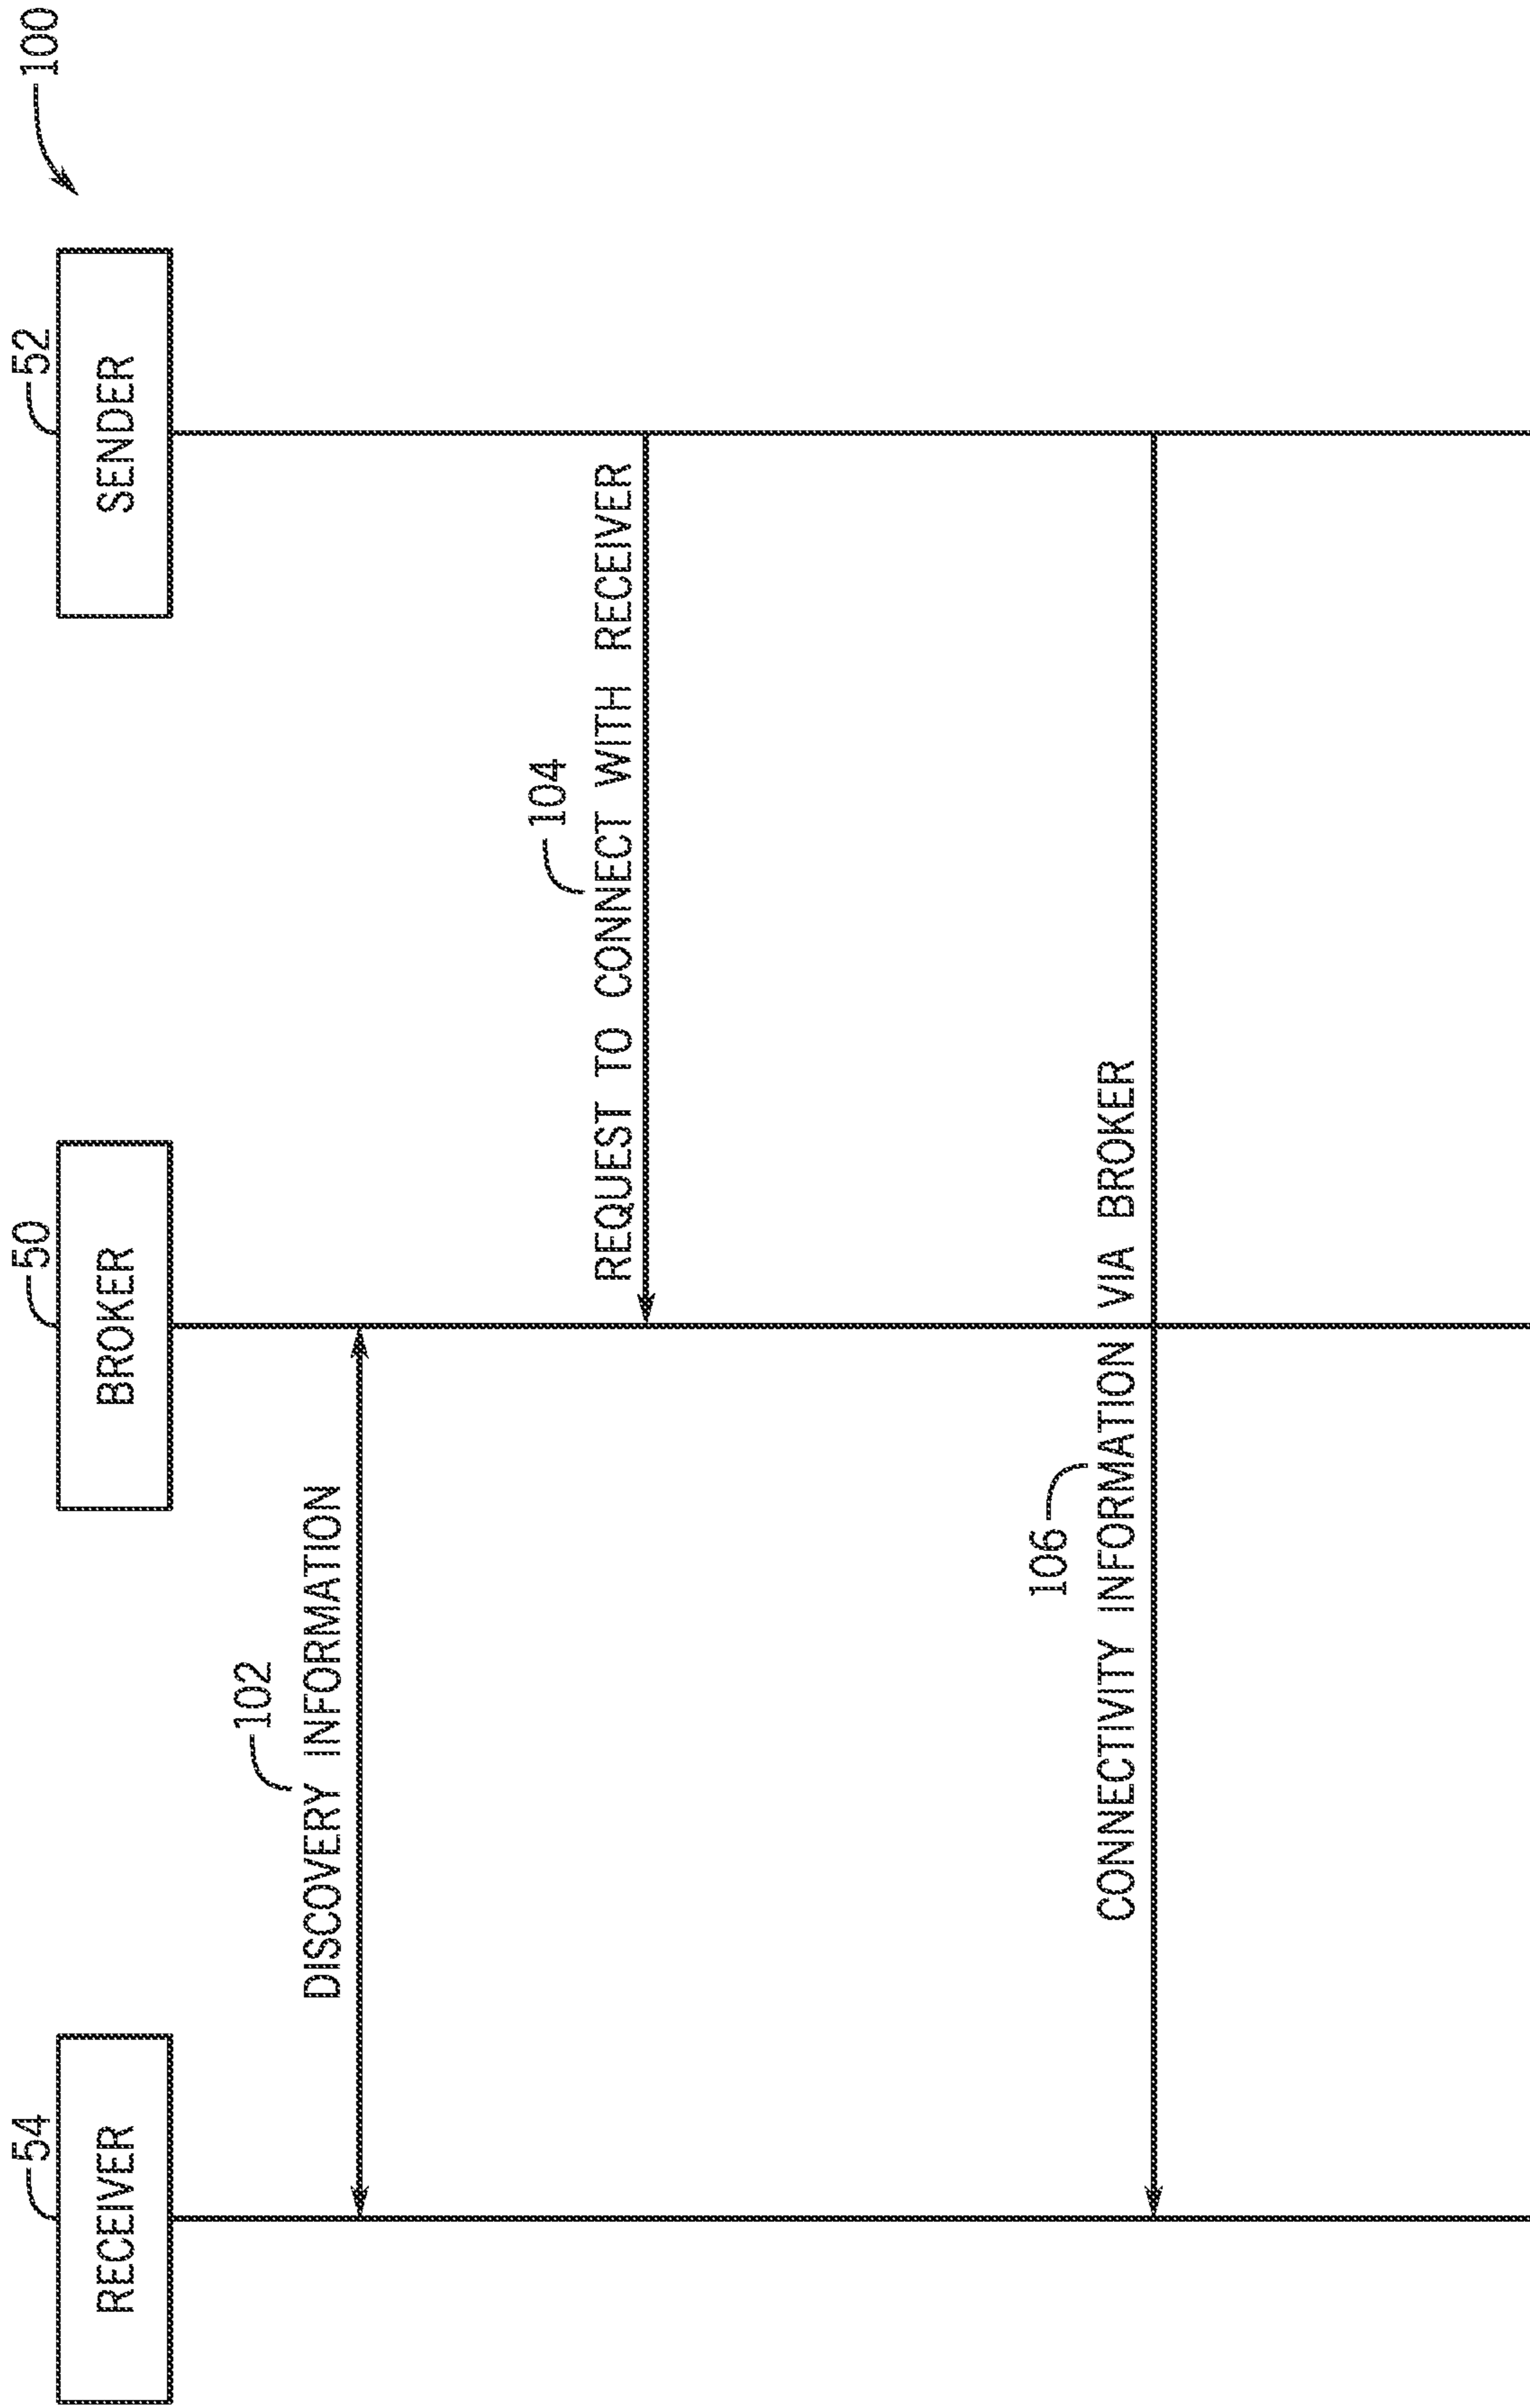 100
54
50
52
RECEIVER
BROKER
SENDER
102
DISCOVERY INFORMATION
104
REQUEST TO CONNECT WITH RECEIVER
106
CONNECTIVITY INFORMATION VIA BROKER